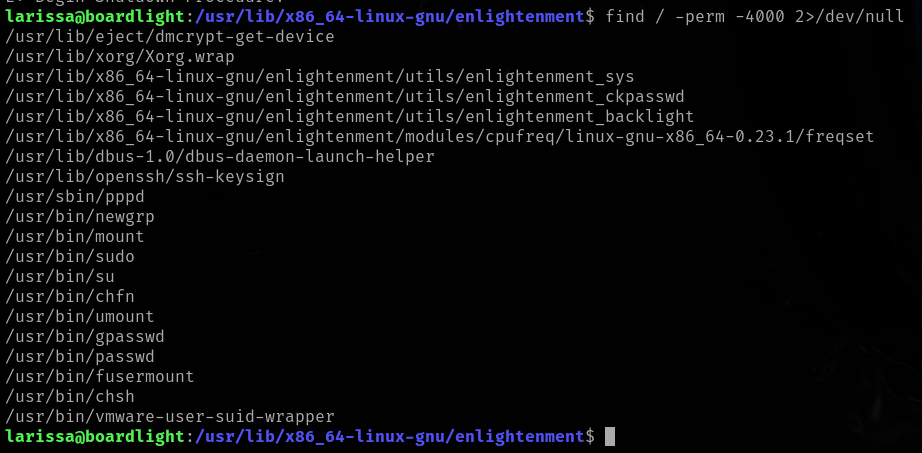 larissa@boardlight:/usr/lib/x86_64-linux-gnu/enlightenment$ find / -perm -4000 2>/dev/null
/usr/lib/eject/dmcrypt-get-device
/usr/lib/xorg/Xorg.wrap
/usr/lib/x86_64-linux-gnu/enlightenment/utils/enlightenment_sys
/usr/lib/x86_64-linux-gnu/enlightenment/utils/enlightenment_ckpasswd
/usr/lib/x86_64-linux-gnu/enlightenment/utils/enlightenment_backlight
/usr/lib/x86_64-linux-gnu/enlightenment/modules/cpufreq/linux-gnu-x86_64-0.23.1/freqset
/usr/lib/dbus-1.0/dbus-daemon-launch-helper
/usr/lib/openssh/ssh-keysign
/usr/sbin/pppd
/usr/bin/newgrp
/usr/bin/mount
/usr/bin/sudo
/usr/bin/su
/usr/bin/chfn
/usr/bin/umount
/usr/bin/gpasswd
/usr/bin/passwd
/usr/bin/fusermount
/usr/bin/chsh
/usr/bin/vmware-user-suid-wrapper
larissa@boardlight:/usr/lib/x86_64-linux-gnu/enlightenment$